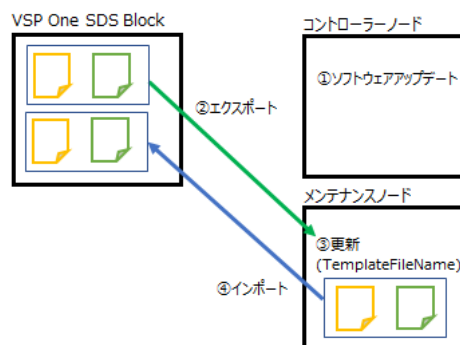 VSP One SDS Block
コントローラーノード
①ソフトウェアアップデート
②エクスポート
メンテナンスノード
③更新
(TemplateFileName)
④インポート